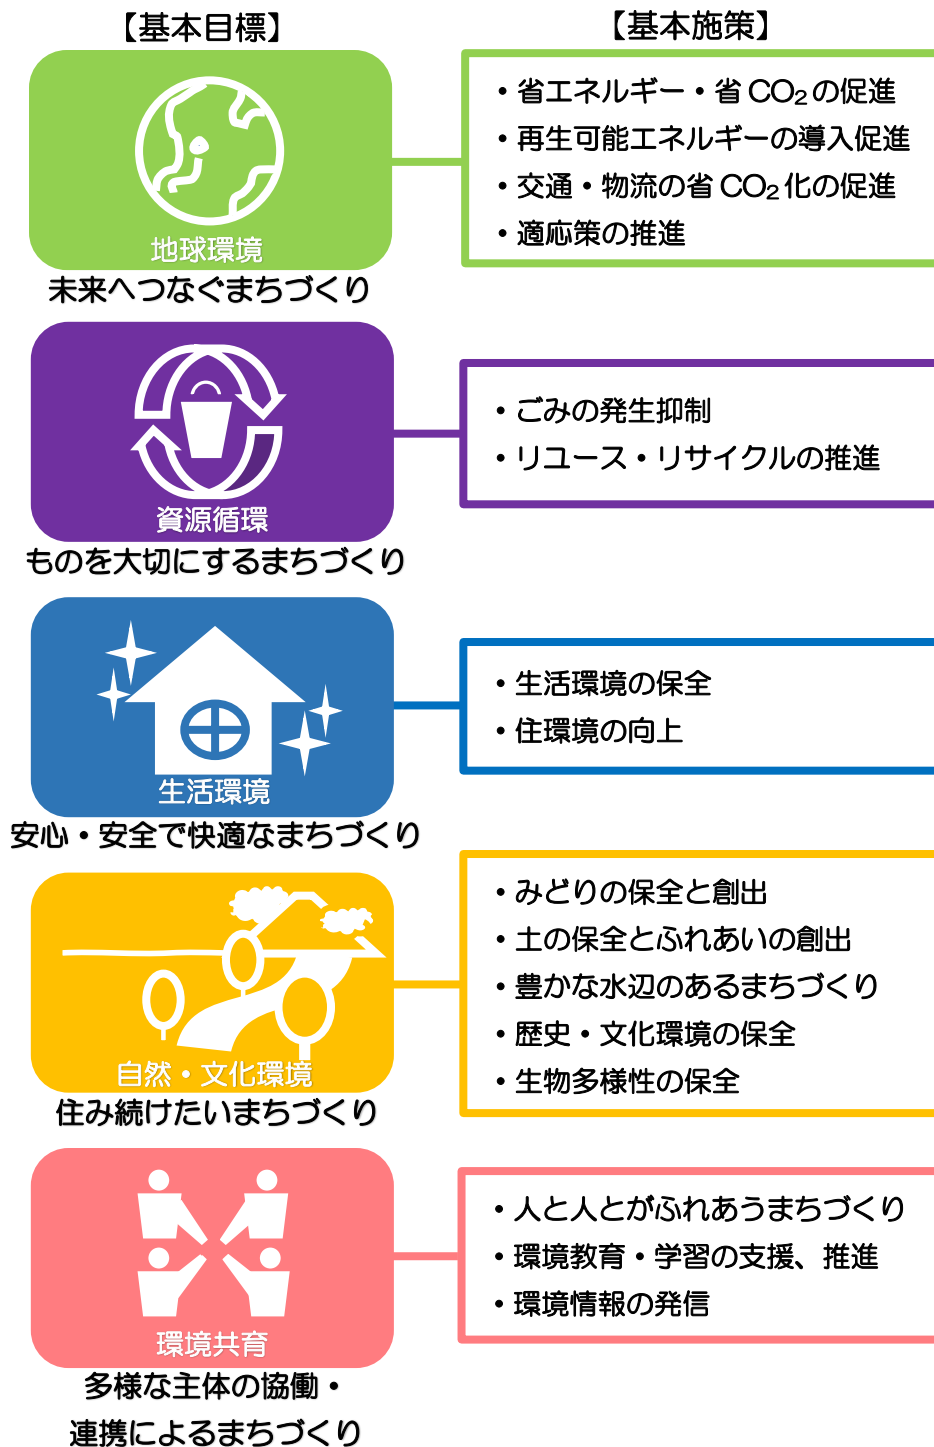 【基本目標】
【基本施策】
地球環境
未来へつなぐまちづくり
・省エネルギー・省CO₂の促進
・再生可能エネルギーの導入促進
・交通・物流の省CO₂化の促進
・適応策の推進
資源循環
ものを大切にするまちづくり
・ごみの発生抑制
・リユース・リサイクルの推進
生活環境
安心・安全で快適なまちづくり
・生活環境の保全
・住環境の向上
自然・文化環境
住み続けたいまちづくり
・みどりの保全と創出
・土の保全とふれあいの創出
・豊かな水辺のあるまちづくり
・歴史・文化環境の保全
・生物多様性の保全
環境共育
多様な主体の協働・
連携によるまちづくり
・人と人とがふれあうまちづくり
・環境教育・学習の支援、推進
・環境情報の発信